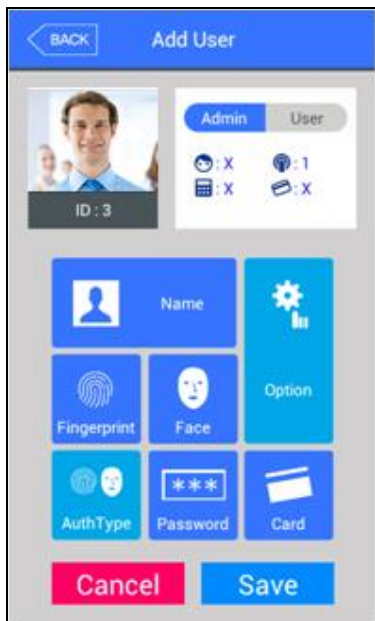 BACK Add User
Admin User
: X : 1
: X : X
ID : 3
Name
Option
Fingerprint Face
AuthType *** Password Card
Cancel Save